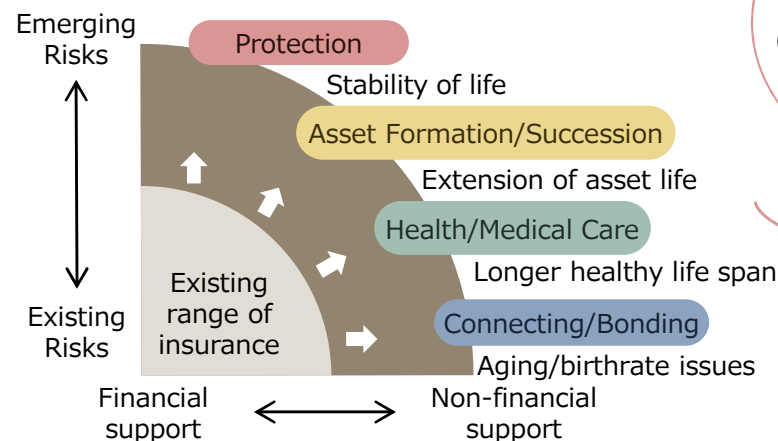 Emerging
Risks
Protection
Stability of life
Asset Formation/Succession
Extension of asset life
Health/Medical Care
Longer healthy life span
Existing
range of
insurance
Existing
Risks
Connecting/Bonding
Aging/birthrate issues
Financial
support
Non-financial
support